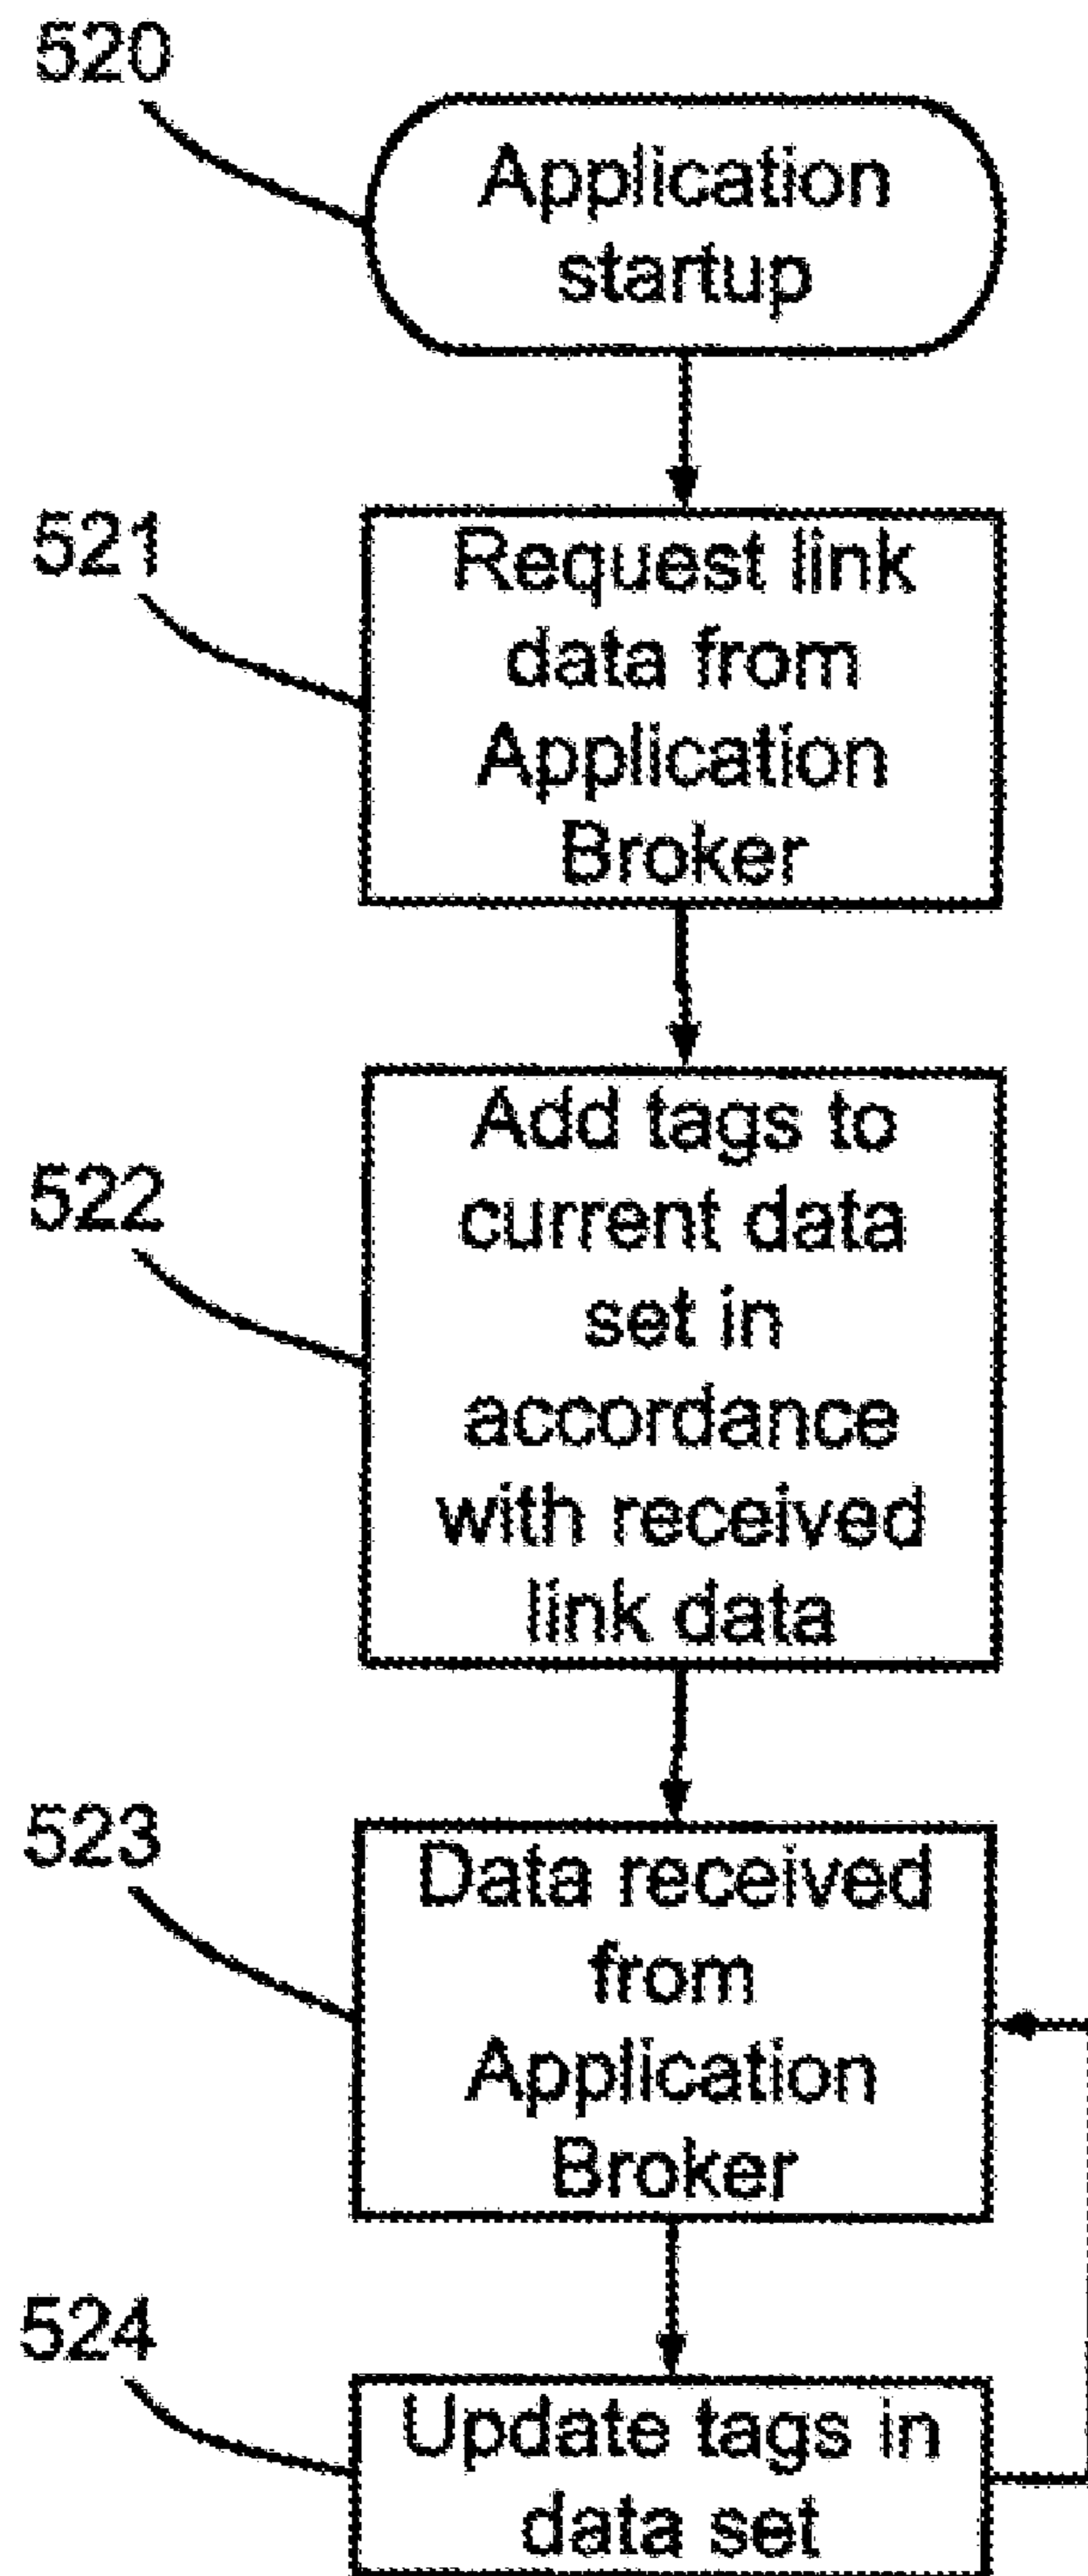 520
Application
startup
521
Request link
data from
Application
Broker
522
Add tags to
current data
set in
accordance
with received
link data
523
Data received
from
Application
Broker
524
Update tags in
data set